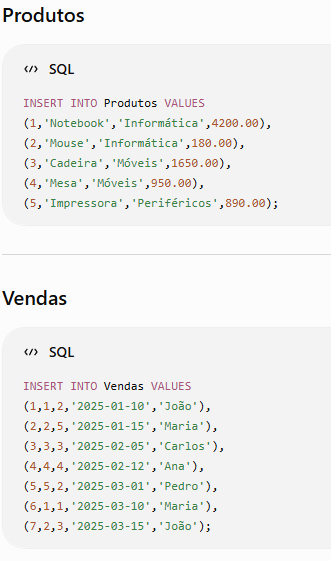 Produtos
</> SQL
INSERT INTO Produtos VALUES
(1,'Notebook','Informática',4200.00),
(2,'Mouse','Informática',180.00),
(3,'Cadeira','Móveis',1650.00),
(4,'Mesa','Móveis',950.00),
(5,'Impressora','Periféricos',890.00);
Vendas
</> SQL
INSERT INTO Vendas VALUES
(1,1,2,'2025-01-10','João'),
(2,2,5,'2025-01-15','Maria'),
(3,3,3,'2025-02-05','Carlos'),
(4,4,4,'2025-02-12','Ana'),
(5,5,2,'2025-03-01','Pedro'),
(6,1,1,'2025-03-10','Maria'),
(7,2,3,'2025-03-15','João');